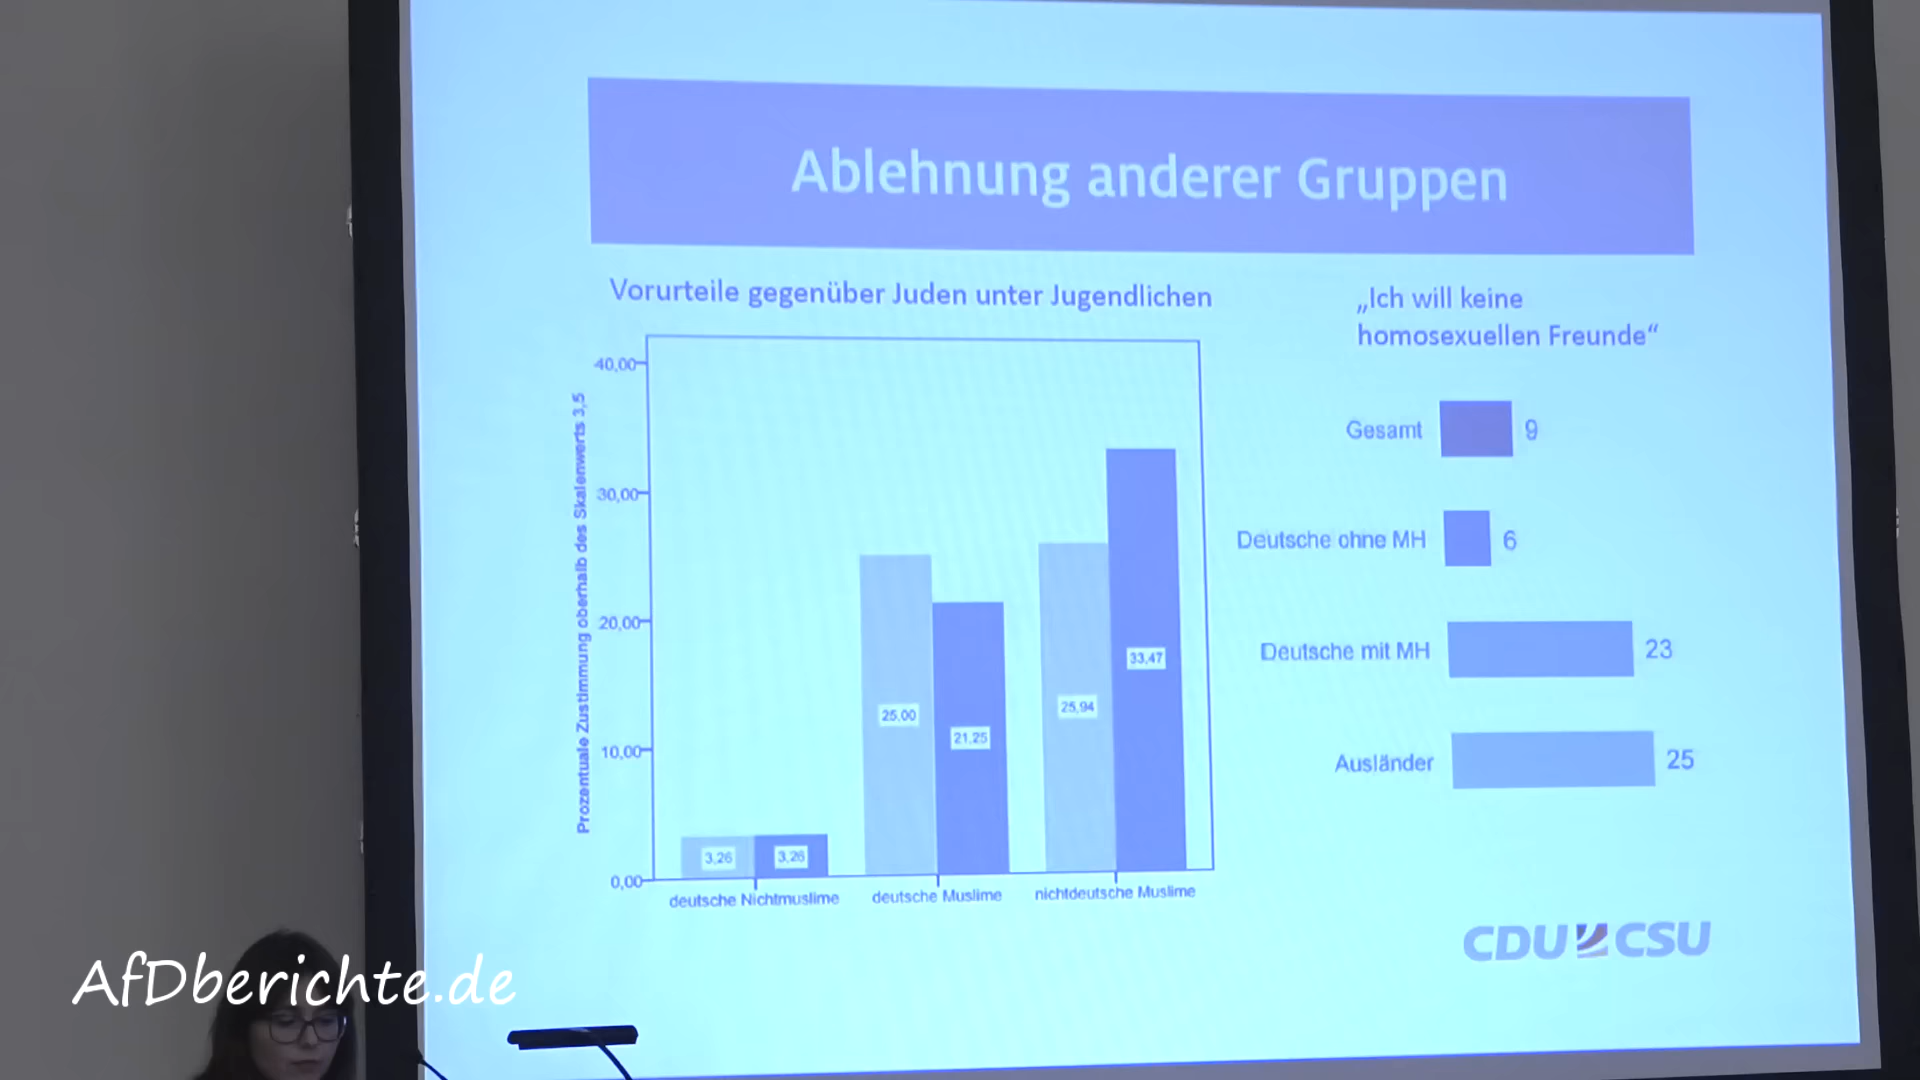 Ablehnung anderer Gruppen
Vorurteile gegenüber Juden unter Jugendlichen
Prozentuale Zustimmung oberhalb des Skalenwerts 3,5
40,00
30,00
20,00
10,00
0,00
3,26
3,26
25,00
21,25
25,94
33,47
deutsche Nichtmuslime
deutsche Muslime
nichtdeutsche Muslime
„Ich will keine
homosexuellen Freunde“
Gesamt 9
Deutsche ohne MH 6
Deutsche mit MH 23
Ausländer 25
CDU CSU
AfDberichte.de